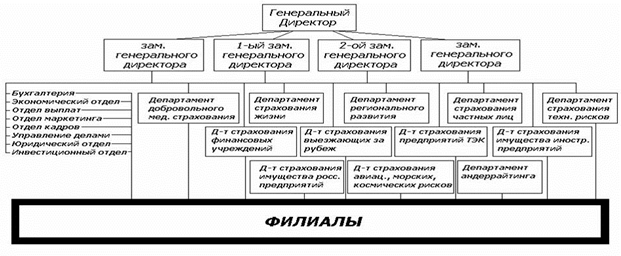 Генеральный
Директор
зам.
генерального
директора
1-ый зам.
генерального
директора
2-ой зам.
генерального
директора
зам.
генерального
директора
Бухгалтерия
Экономический отдел
Отдел выплат
Отдел маркетинга
Отдел кадров
Управление делами
Юридический отдел
Инвестиционный отдел
Департамент
добровольного
мед. страхования
Департамент
страхования
жизни
Департамент
регионального
развития
Департамент
страхования
частных лиц
Департамент
страхования
техн. рисков
Д-т страхования
финансовых
учреждений
Д-т страхования
выезжающих за
рубеж
Д-т страхования
предприятий ТЭК
Д-т страхования
имущества иностр.
предприятий
Д-т страхования
имущества росс.
предприятий
Д-т страхования
авиац., морских,
космических рисков
Департамент
андеррайтинга
ФИЛИАЛЫ